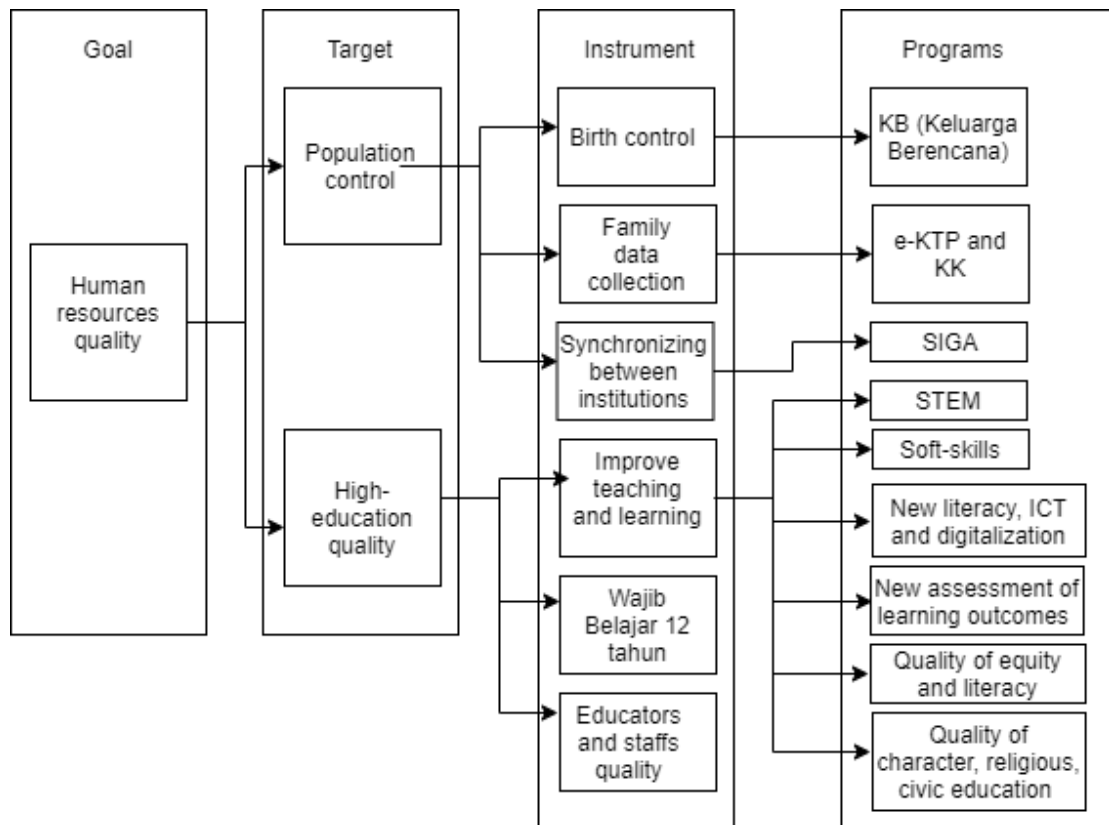 Goal
Target
Instrument
Programs
Human
resources
quality
Population
control
High-
education
quality
Birth control
Family
data
collection
Synchronizing
between
institutions
Improve
teaching
and learning
Wajib
Belajar 12
tahun
Educators
and staffs
quality
KB (Keluarga
Berencana)
e-KTP and
KK
SIGA
STEM
Soft-skills
New literacy, ICT
and digitalization
New assessment of
learning outcomes
Quality of equity
and literacy
Quality of
character, religious,
civic education